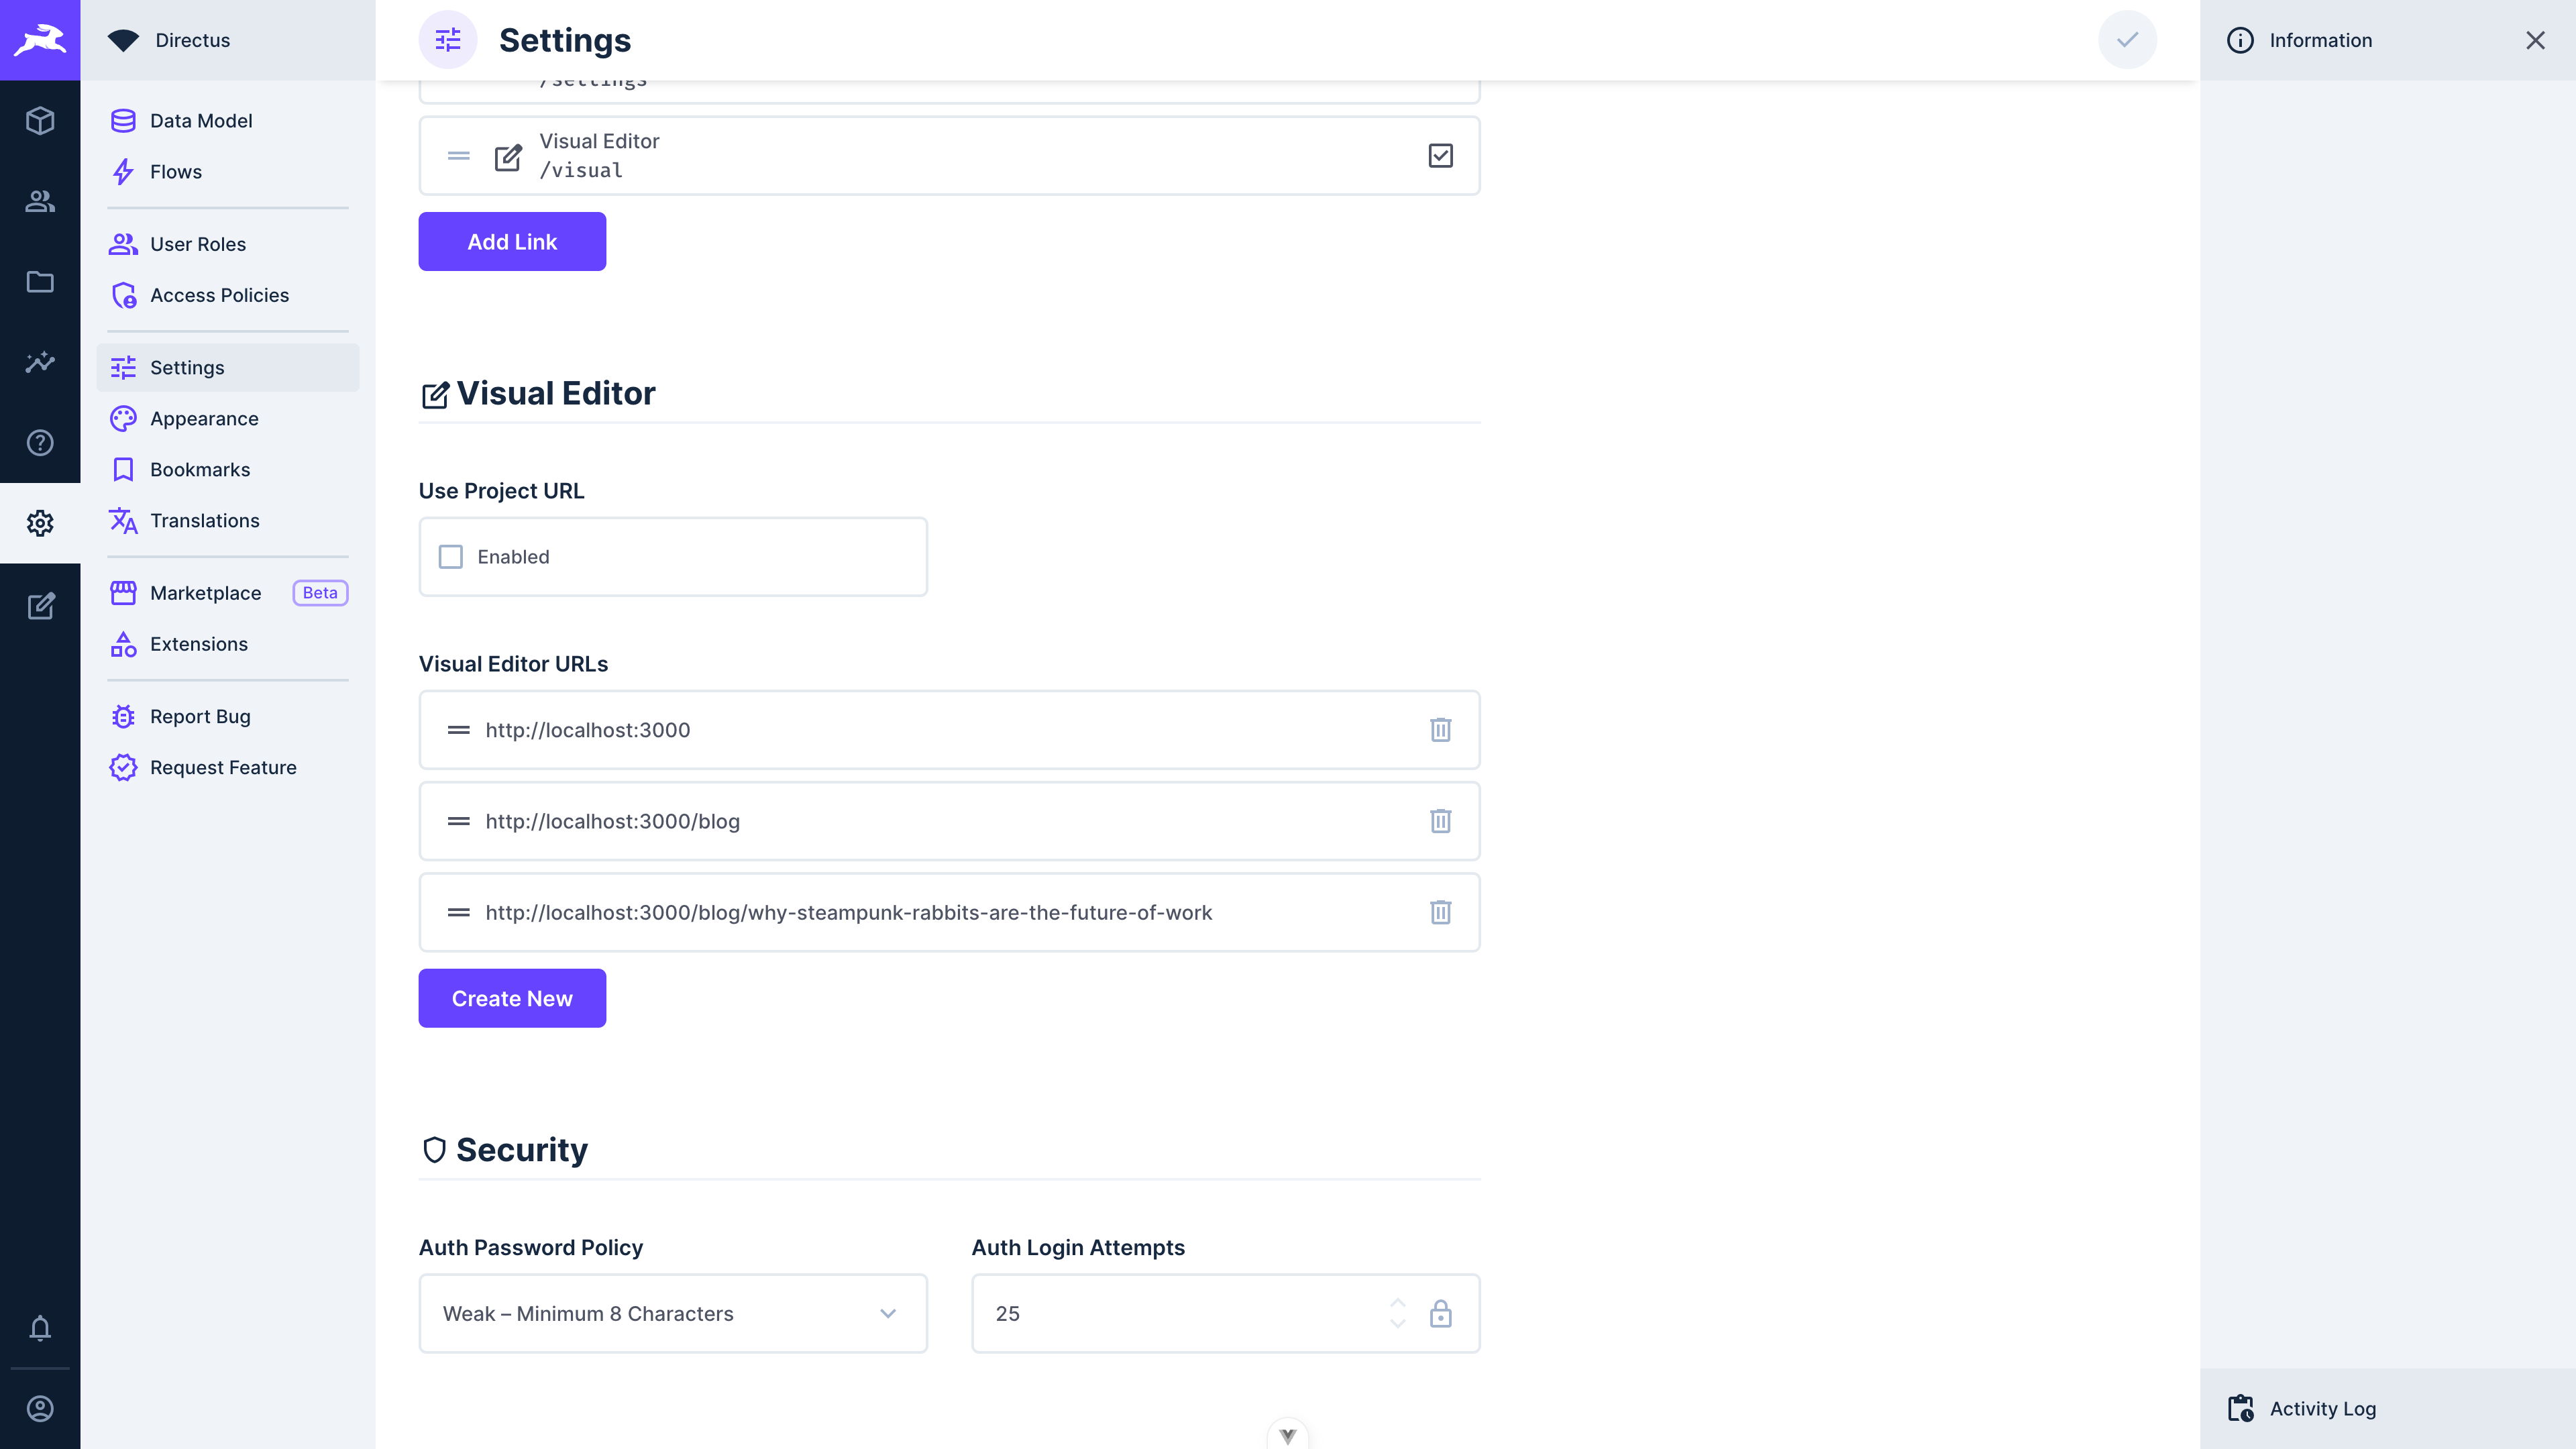 Directus
Settings
Information
Data Model
Flows
User Roles
Access Policies
Settings
Appearance
Bookmarks
Translations
Marketplace Beta
Extensions
Report Bug
Request Feature
/settings
Visual Editor
/visual
Add Link
Visual Editor
Use Project URL
Enabled
Visual Editor URLs
http://localhost:3000
http://localhost:3000/blog
http://localhost:3000/blog/why-steampunk-rabbits-are-the-future-of-work
Create New
Security
Auth Password Policy
Weak – Minimum 8 Characters
Auth Login Attempts
25
Activity Log